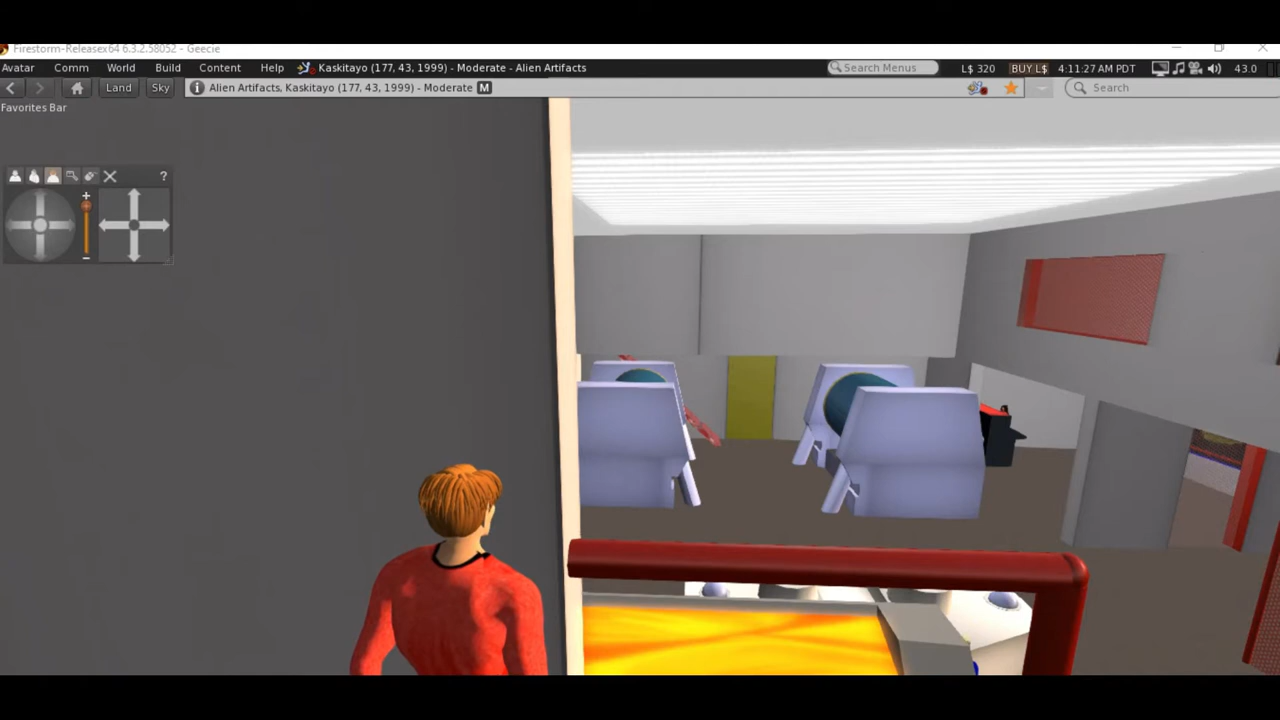 Firestorm-Releasex64 6.3.2.58052 - Geecie
Avatar Comm World Build Content Help Kaskitayo (177, 43, 1999) - Moderate - Alien Artifacts Search Menus L$ 320 BUY L$ 4:11:27 AM PDT 43.0
Land Sky Alien Artifacts, Kaskitayo (177, 43, 1999) - Moderate M Search
Favorites Bar
?